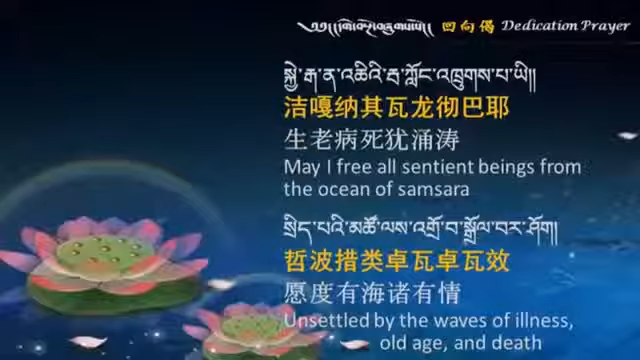 回向偈 Dedication Prayer
སྐྱེ་རྒ་ན་འཆིའི་རྦ་ཀློང་འཁྲུགས་པ་ཡི།།
洁嘎纳其瓦龙彻巴耶
生老病死犹涌涛
May I free all sentient beings from
the ocean of samsara
སྲིད་པའི་མཚོ་ལས་འགྲོ་བ་སྒྲོལ་བར་ཤོག།
哲波措类卓瓦卓瓦效
愿度有海诸有情
Unsettled by the waves of illness,
old age, and death